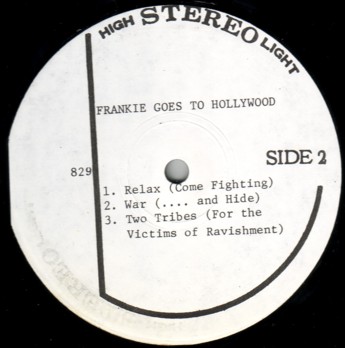 HIGH STEREO LIGHT
FRANKIE GOES TO HOLLYWOOD
SIDE 2
829
1. Relax (Come Fighting)
2. War (.... and Hide)
3. Two Tribes (For the
Victims of Ravishment)